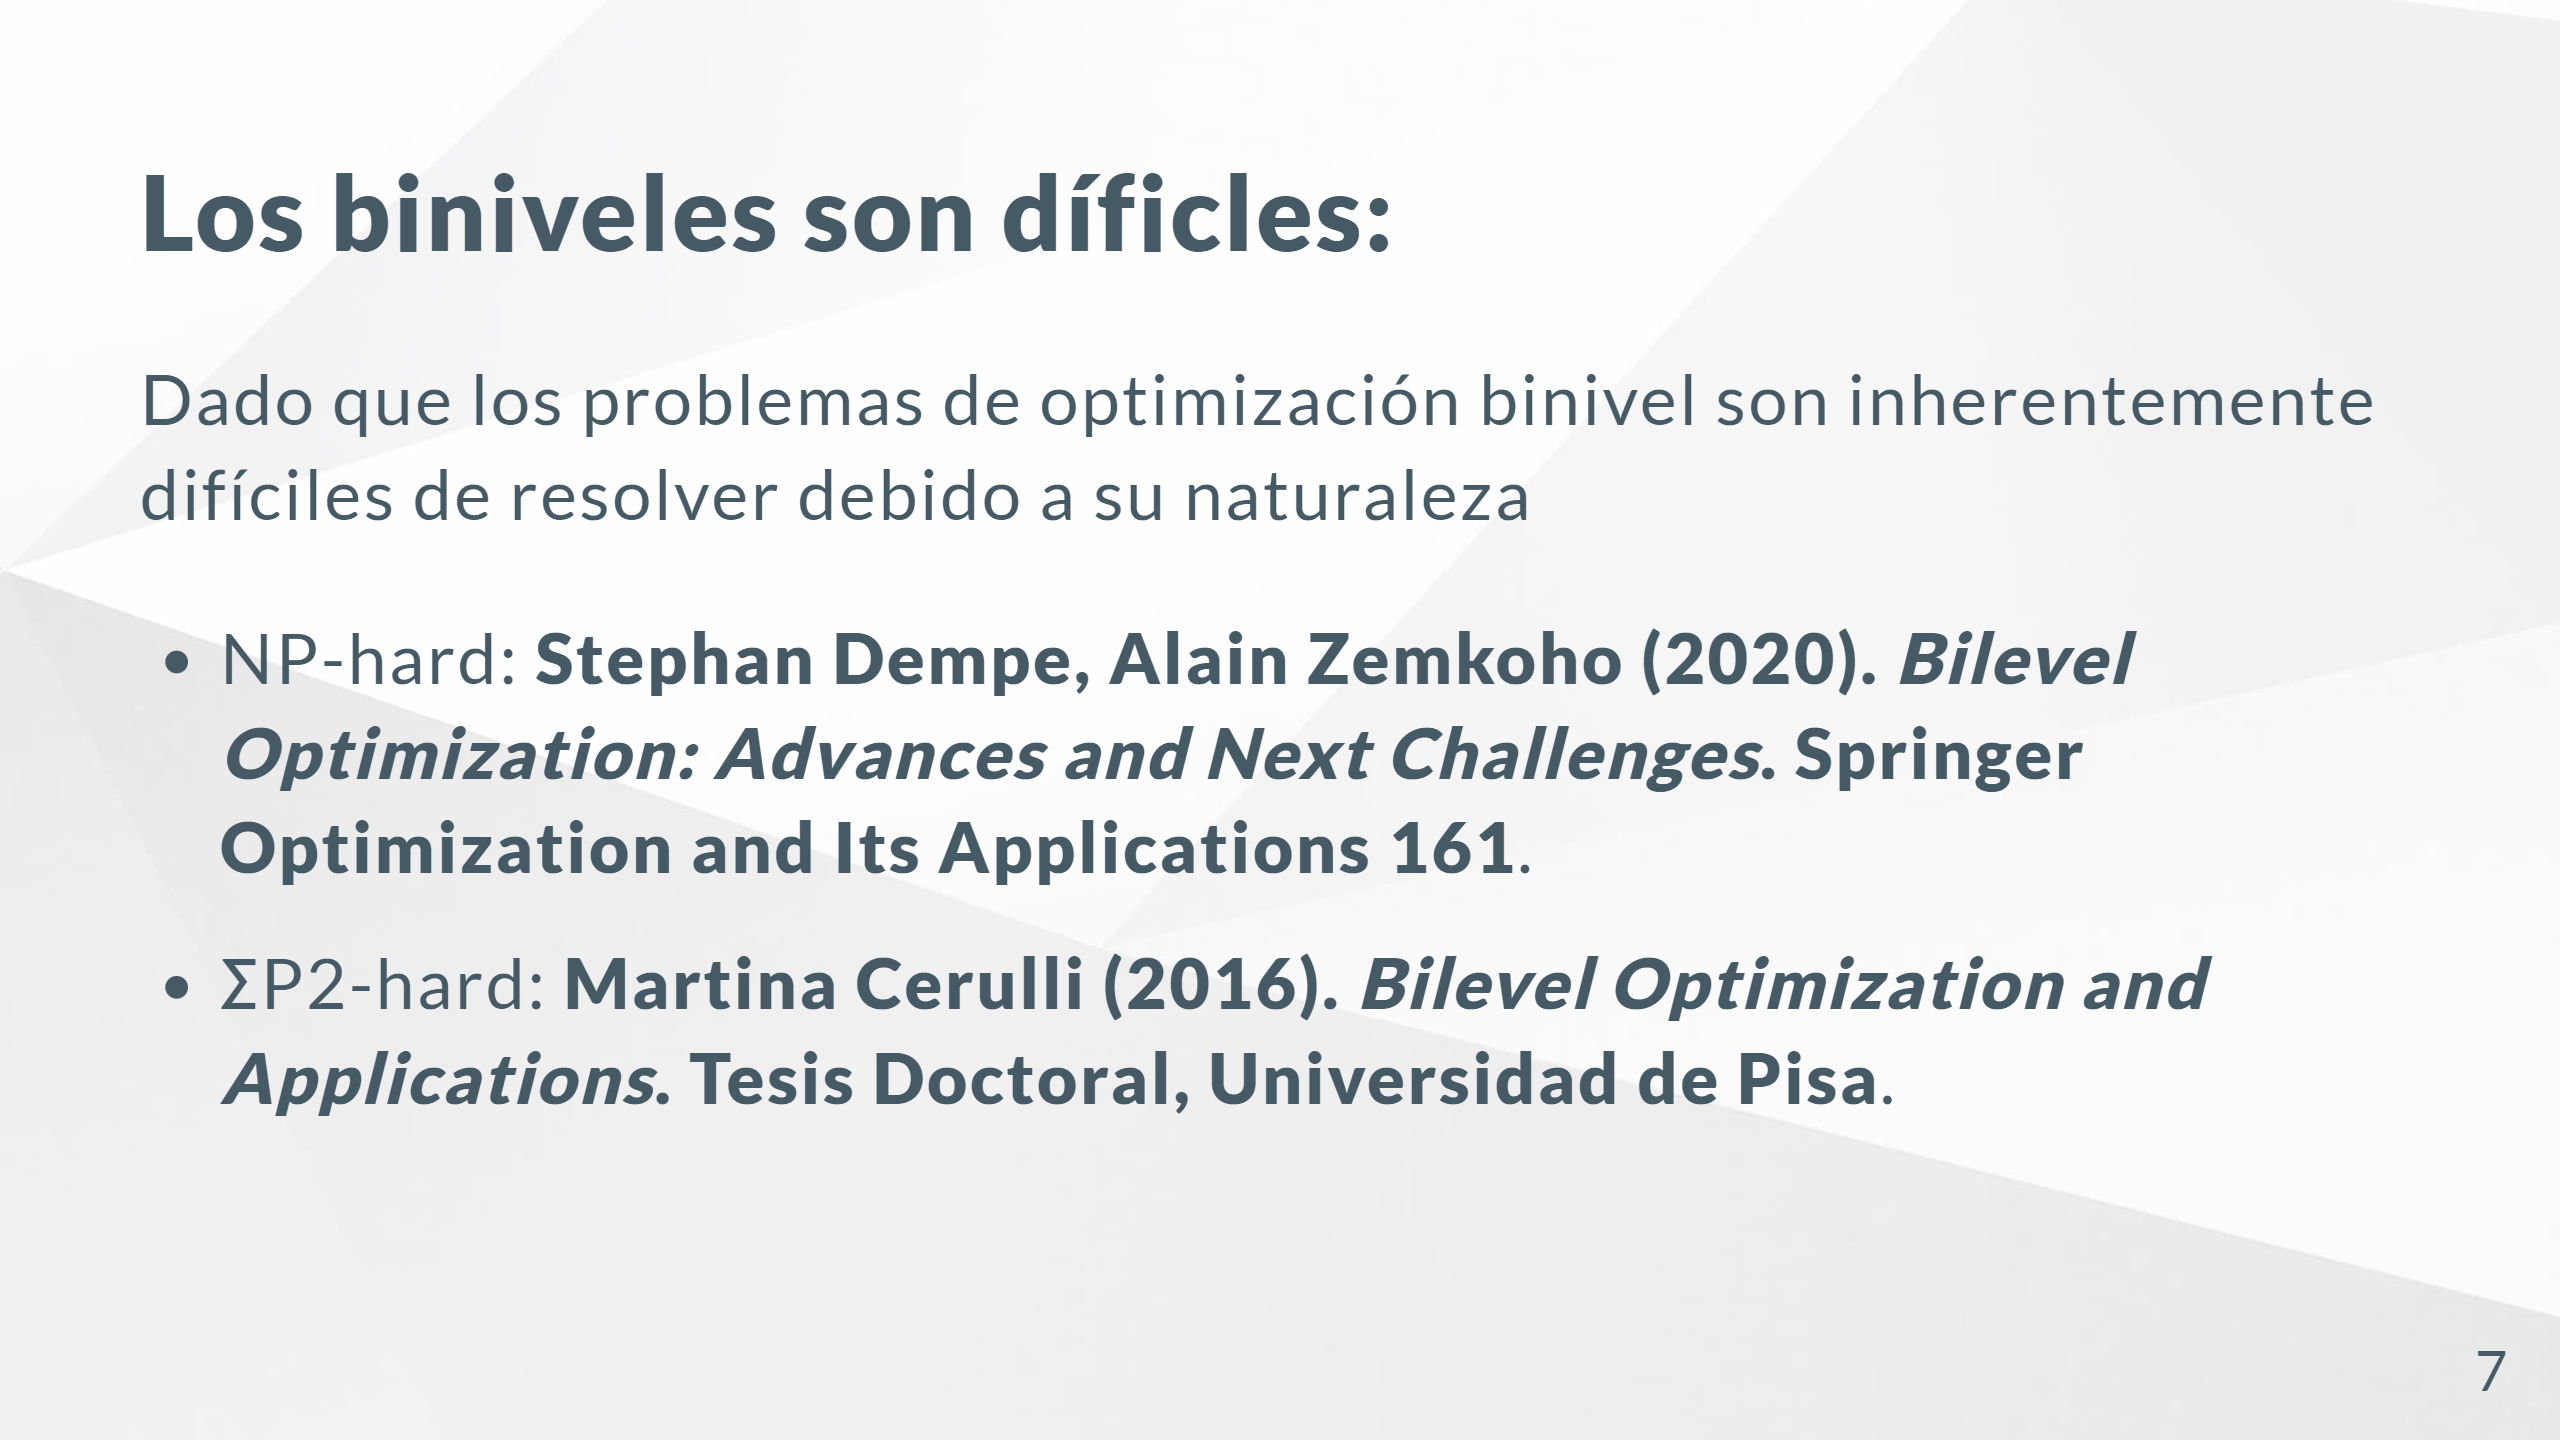 Los biniveles son díficles:
Dado que los problemas de optimización binivel son inherentemente
difíciles de resolver debido a su naturaleza
• NP-hard: Stephan Dempe, Alain Zemkoho (2020). Bilevel
Optimization: Advances and Next Challenges. Springer
Optimization and Its Applications 161.
• ΣP2-hard: Martina Cerulli (2016). Bilevel Optimization and
Applications. Tesis Doctoral, Universidad de Pisa.
7